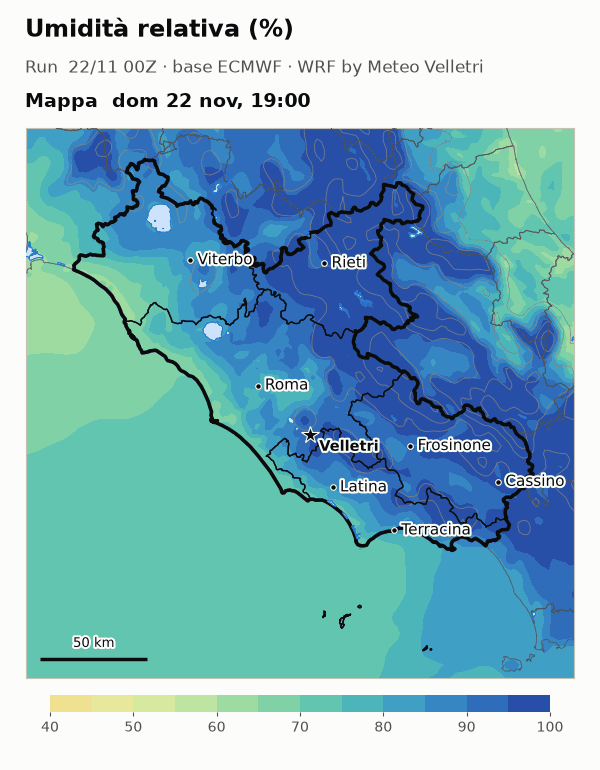 Umidità relativa (%)
Run  22/11 00Z · base ECMWF · WRF by Meteo Velletri
Mappa  dom 22 nov, 19:00
Viterbo
Rieti
Roma
Velletri
Frosinone
Cassino
Latina
Terracina
50 km
40 50 60 70 80 90 100